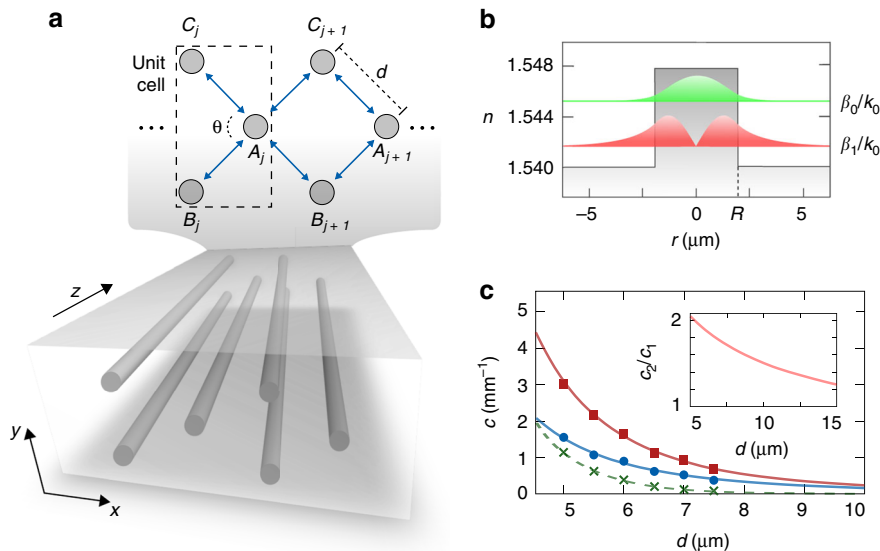 a
C_j
C_{j+1}
Unit
cell
d
θ
...
...
A_j
A_{j+1}
B_j
B_{j+1}
z
y
x
b
1.548
1.544
1.540
n
β_0/k_0
β_1/k_0
–5
0
R
5
r (μm)
c
5
4
3
2
1
0
c (mm⁻¹)
5
6
7
8
9
10
d (μm)
2
1
c_2/c_1
5
10
15
d (μm)